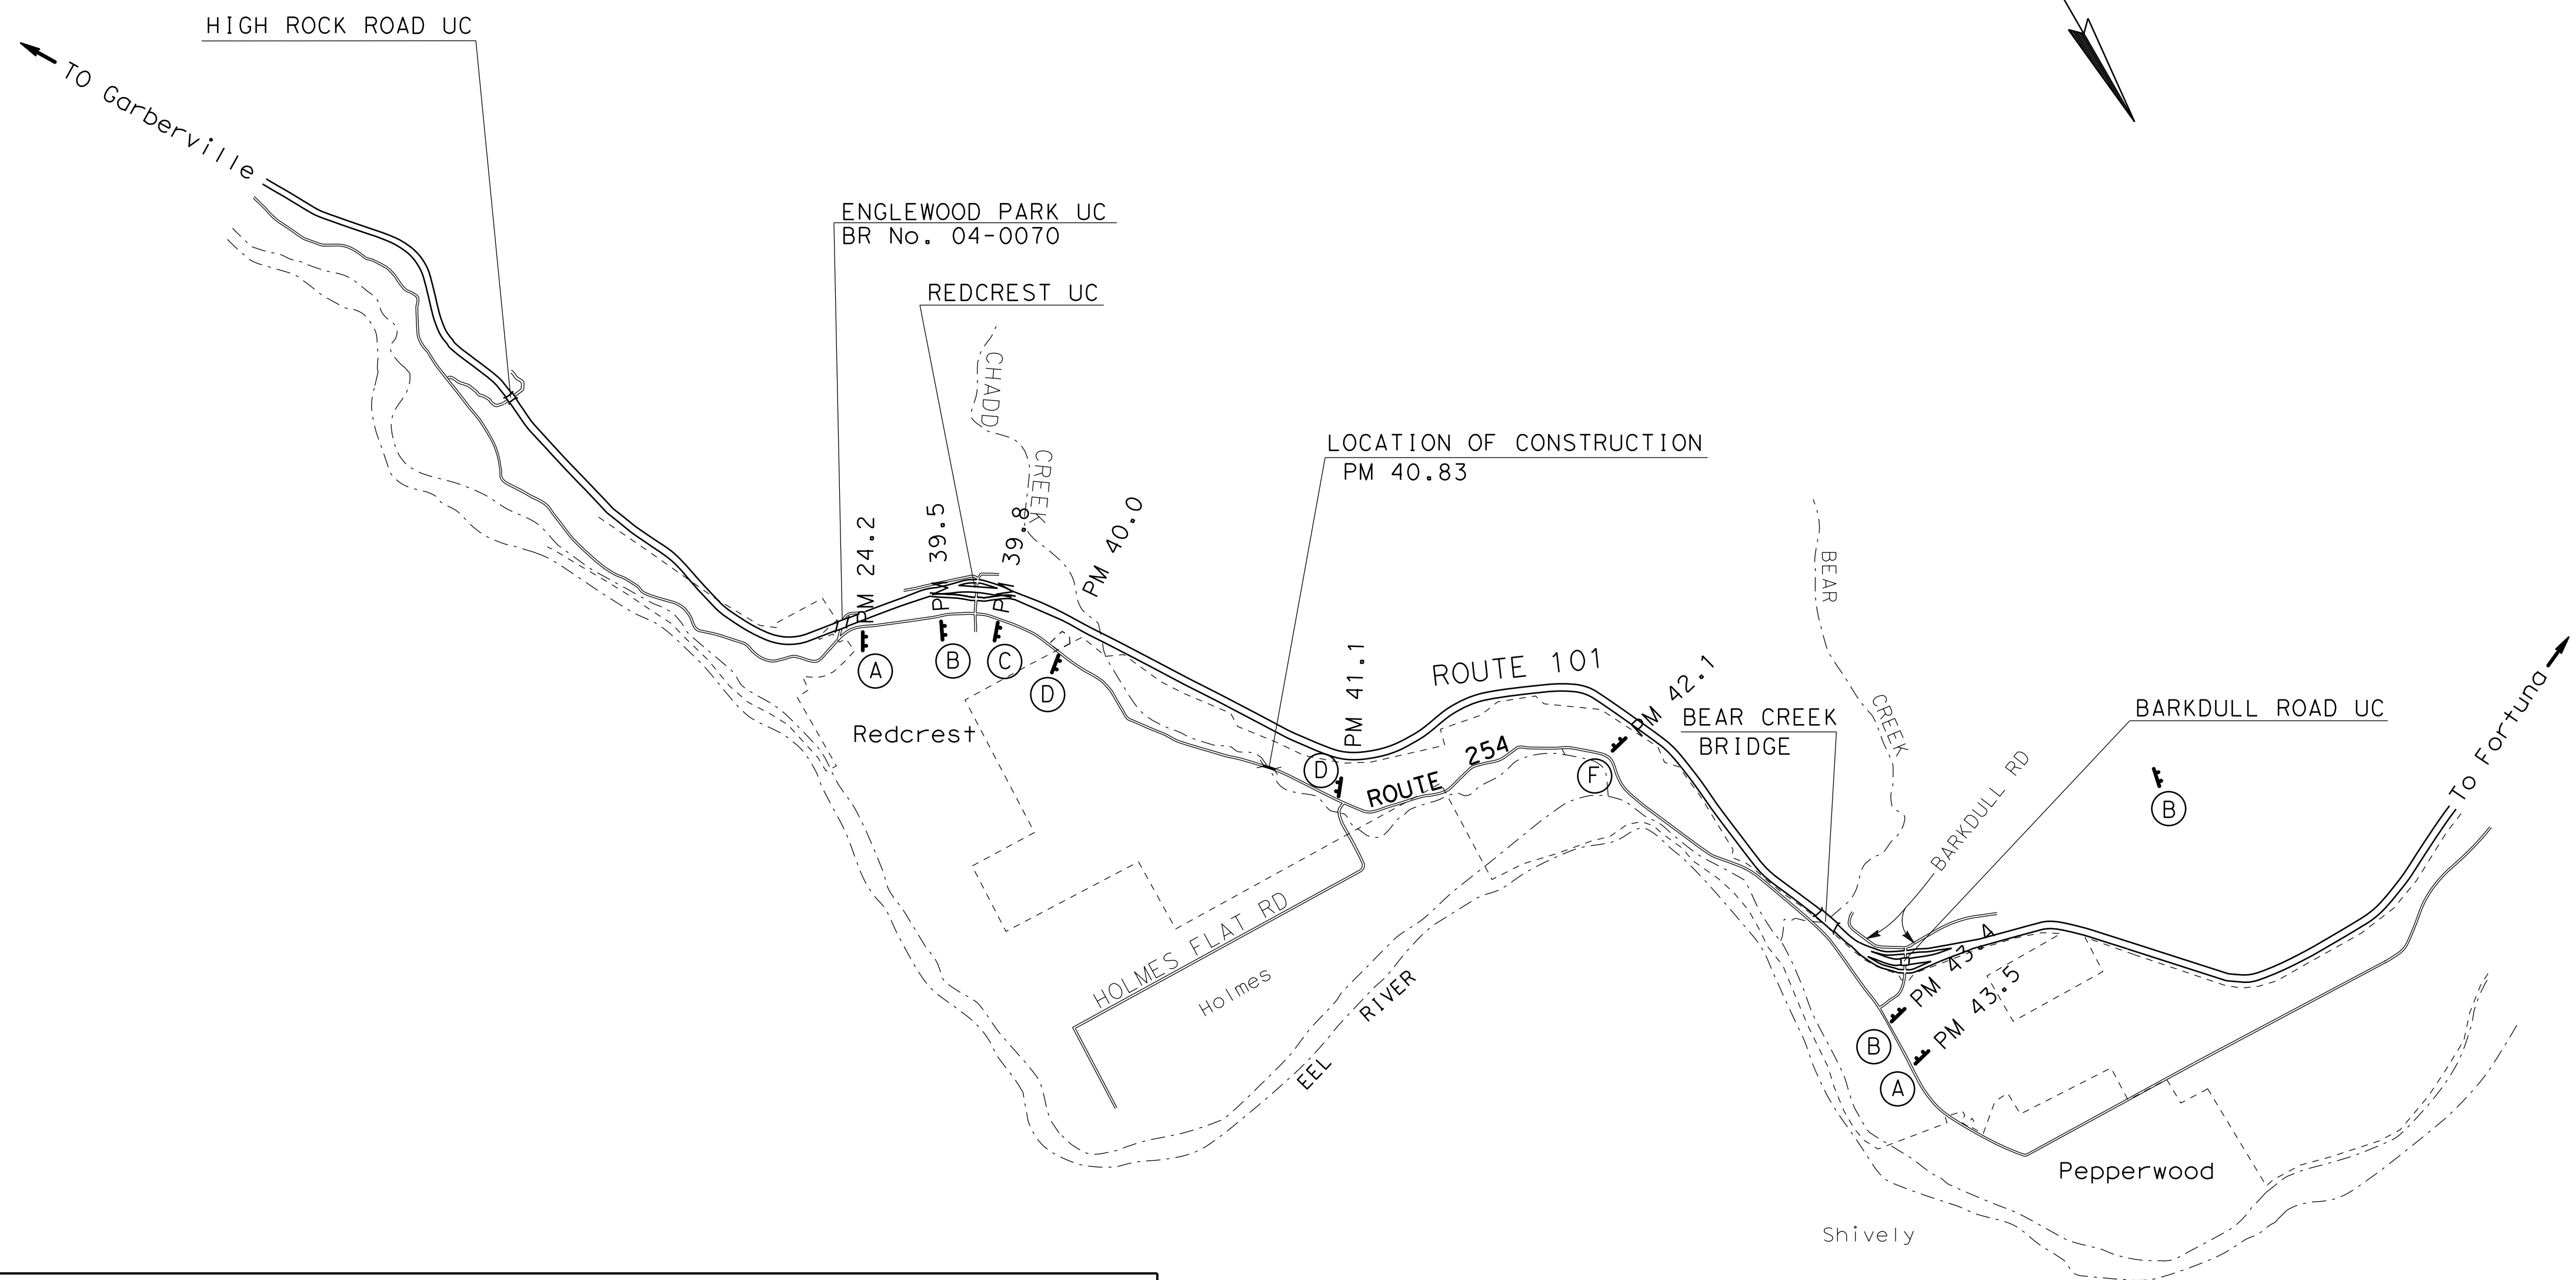 HIGH ROCK ROAD UC
TO Garberville
ENGLEWOOD PARK UC
BR No. 04-0070
REDCREST UC
CHADD
CREEK
LOCATION OF CONSTRUCTION
PM 40.83
PM 24.2
PM 39.5
PM 39.8
PM 40.0
A
B
C
D
Redcrest
PM 41.1
D
ROUTE 101
ROUTE 254
PM 42.1
F
BEAR
CREEK
BEAR CREEK
BRIDGE
BARKDULL RD
BARKDULL ROAD UC
B
To Fortuna
HOLMES FLAT RD
Holmes
EEL RIVER
PM 43.4
PM 43.5
B
A
Pepperwood
Shively